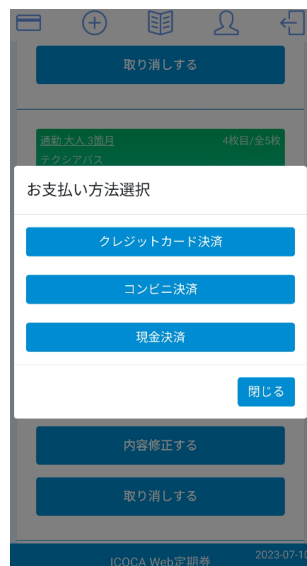 取り消しする
通勤 大人 3箇月
4枚目/全5枚
テクシアバス
お支払い方法選択
クレジットカード決済
コンビニ決済
現金決済
閉じる
内容修正する
取り消しする
ICOCA Web定期券
2023-07-10